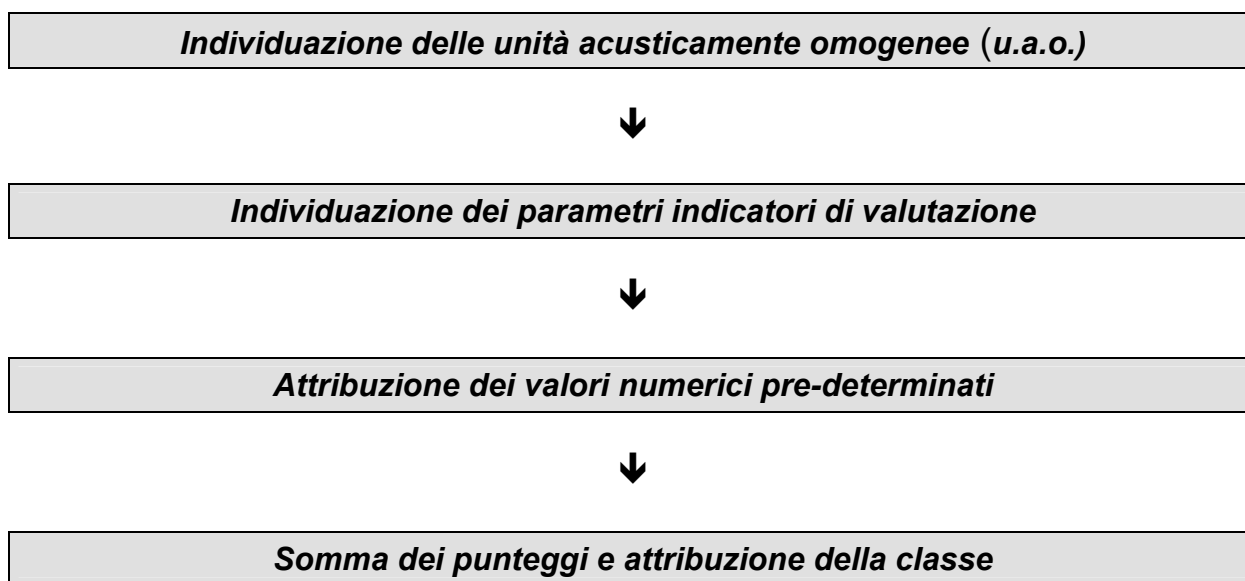 Individuazione delle unità acusticamente omogenee (u.a.o.)
Individuazione dei parametri indicatori di valutazione
Attribuzione dei valori numerici pre-determinati
Somma dei punteggi e attribuzione della classe